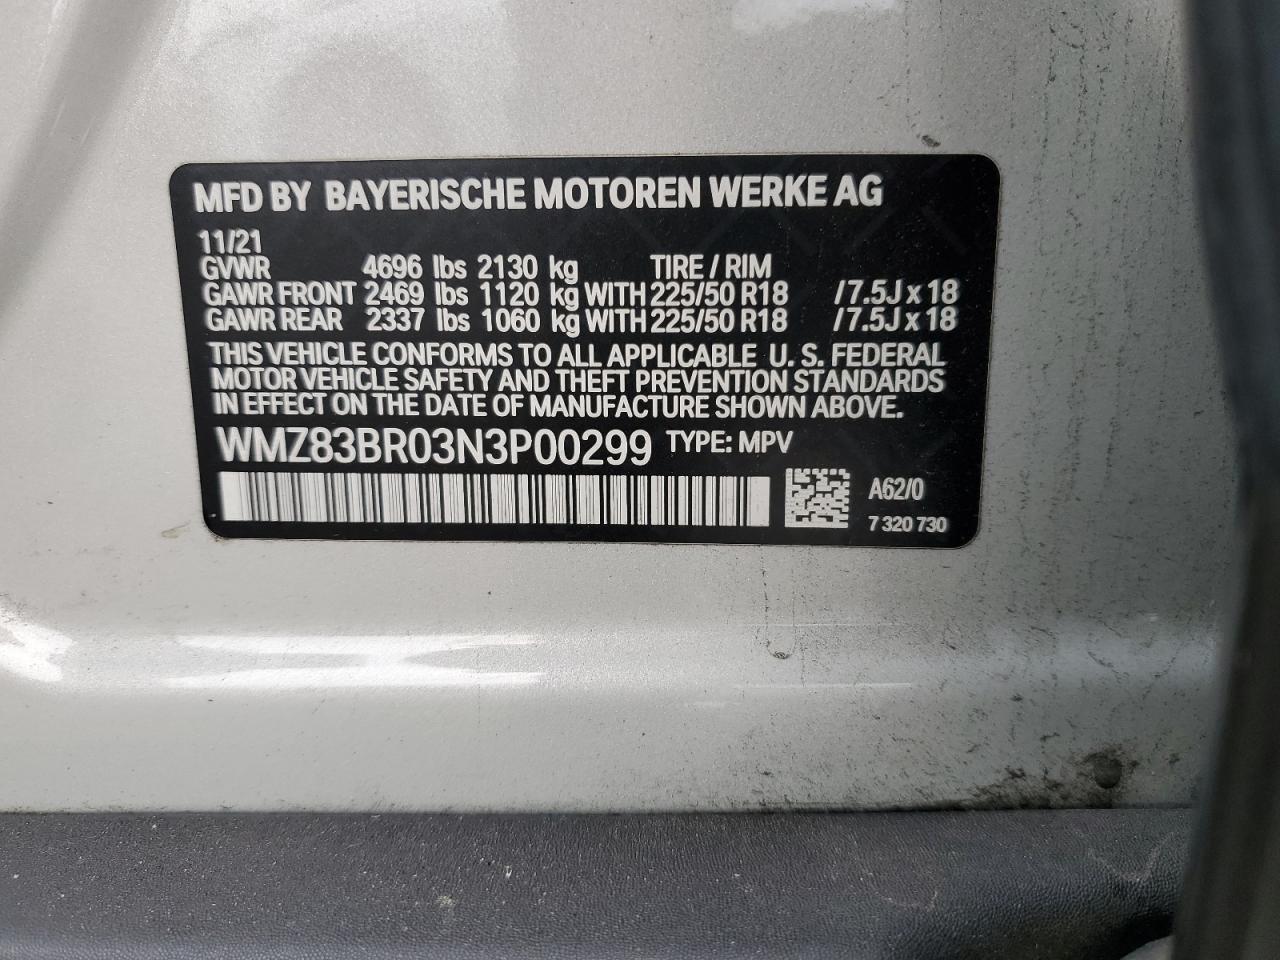 MFD BY BAYERISCHE MOTOREN WERKE AG
11/21
GVWR 4696 lbs 2130 kg TIRE / RIM
GAWR FRONT 2469 lbs 1120 kg WITH 225/50 R18 /7.5J x 18
GAWR REAR 2337 lbs 1060 kg WITH 225/50 R18 /7.5J x 18
THIS VEHICLE CONFORMS TO ALL APPLICABLE U. S. FEDERAL
MOTOR VEHICLE SAFETY AND THEFT PREVENTION STANDARDS
IN EFFECT ON THE DATE OF MANUFACTURE SHOWN ABOVE.
WMZ83BR03N3P00299 TYPE: MPV
A62/0
7 320 730